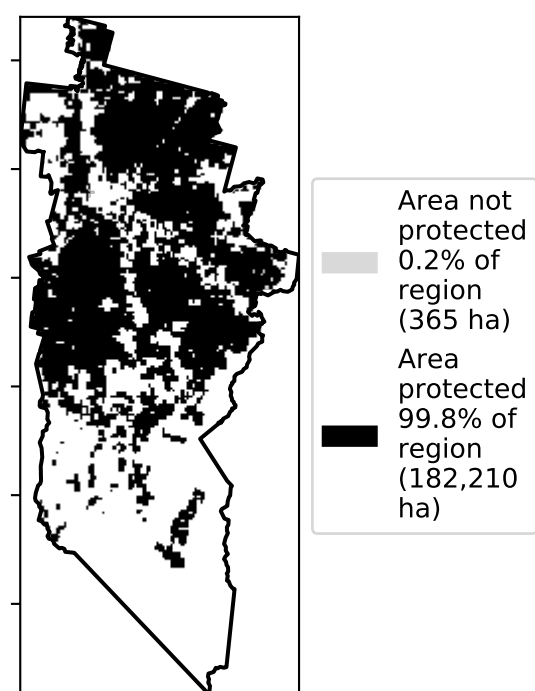 Area not
protected
0.2% of
region
(365 ha)
Area
protected
99.8% of
region
(182,210
ha)